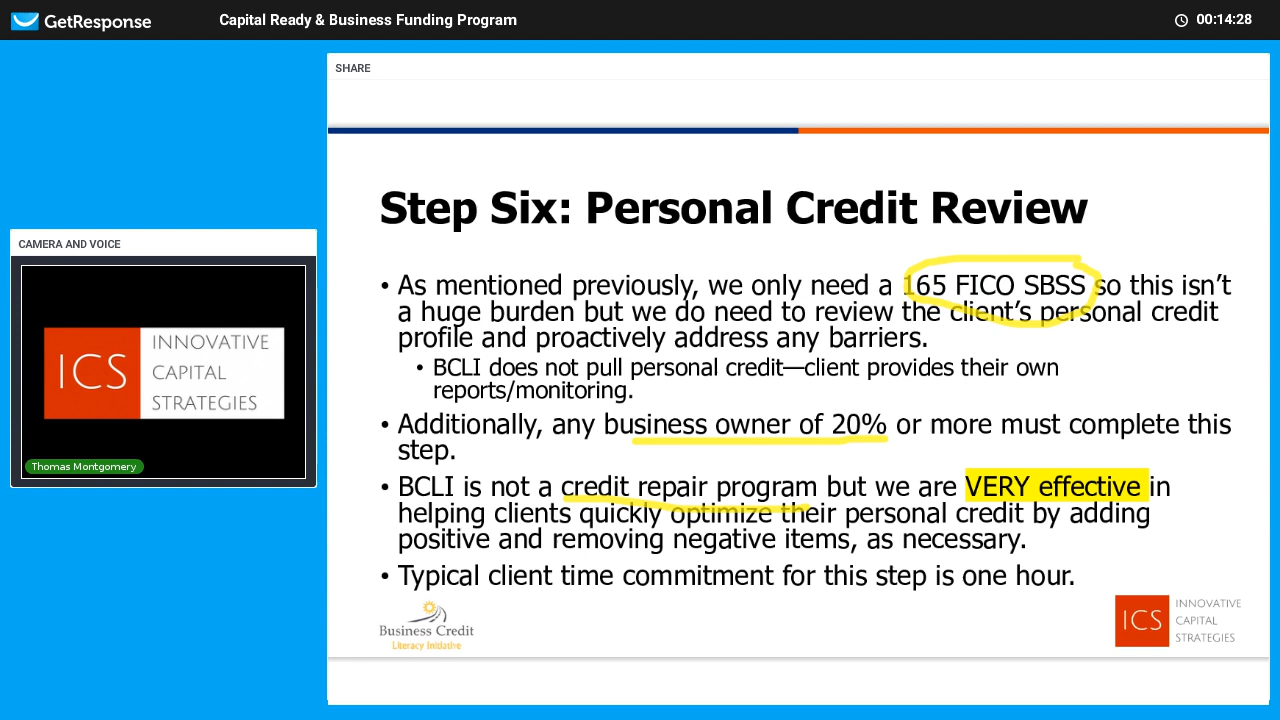 GetResponse
Capital Ready & Business Funding Program
00:14:28
SHARE
CAMERA AND VOICE
ICS
INNOVATIVE
CAPITAL
STRATEGIES
Thomas Montgomery
Step Six: Personal Credit Review
• As mentioned previously, we only need a 165 FICO SBSS so this isn’t
a huge burden but we do need to review the client’s personal credit
profile and proactively address any barriers.
• BCLI does not pull personal credit—client provides their own
reports/monitoring.
• Additionally, any business owner of 20% or more must complete this
step.
• BCLI is not a credit repair program but we are VERY effective in
helping clients quickly optimize their personal credit by adding
positive and removing negative items, as necessary.
• Typical client time commitment for this step is one hour.
Business Credit
Literacy Initiative
ICS
INNOVATIVE
CAPITAL
STRATEGIES